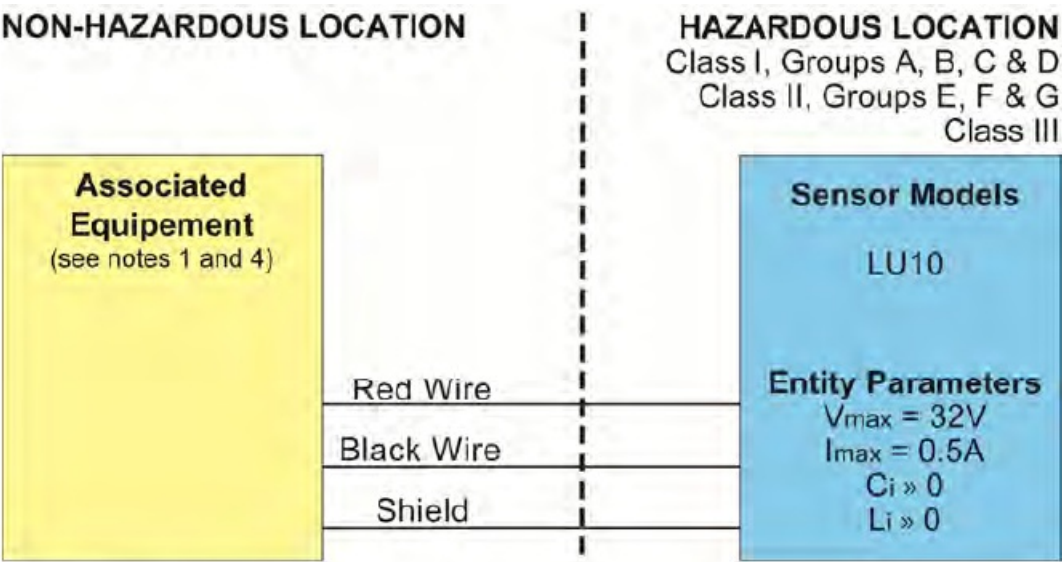 NON-HAZARDOUS LOCATION
HAZARDOUS LOCATION
Class I, Groups A, B, C & D
Class II, Groups E, F & G
Class III
Associated
Equipement
(see notes 1 and 4)
Red Wire
Black Wire
Shield
Sensor Models
LU10
Entity Parameters
Vmax = 32V
Imax = 0.5A
Ci » 0
Li » 0